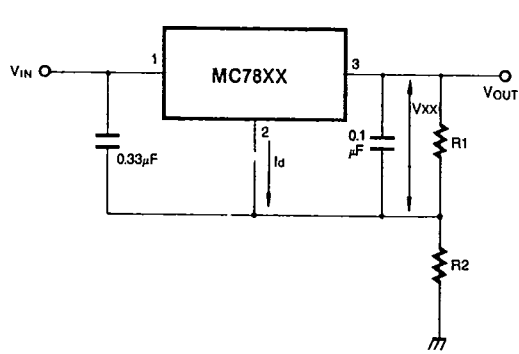 VIN
1
MC78XX
3
VOUT
2
Id
0.33μF
0.1
μF
VXX
R1
R2